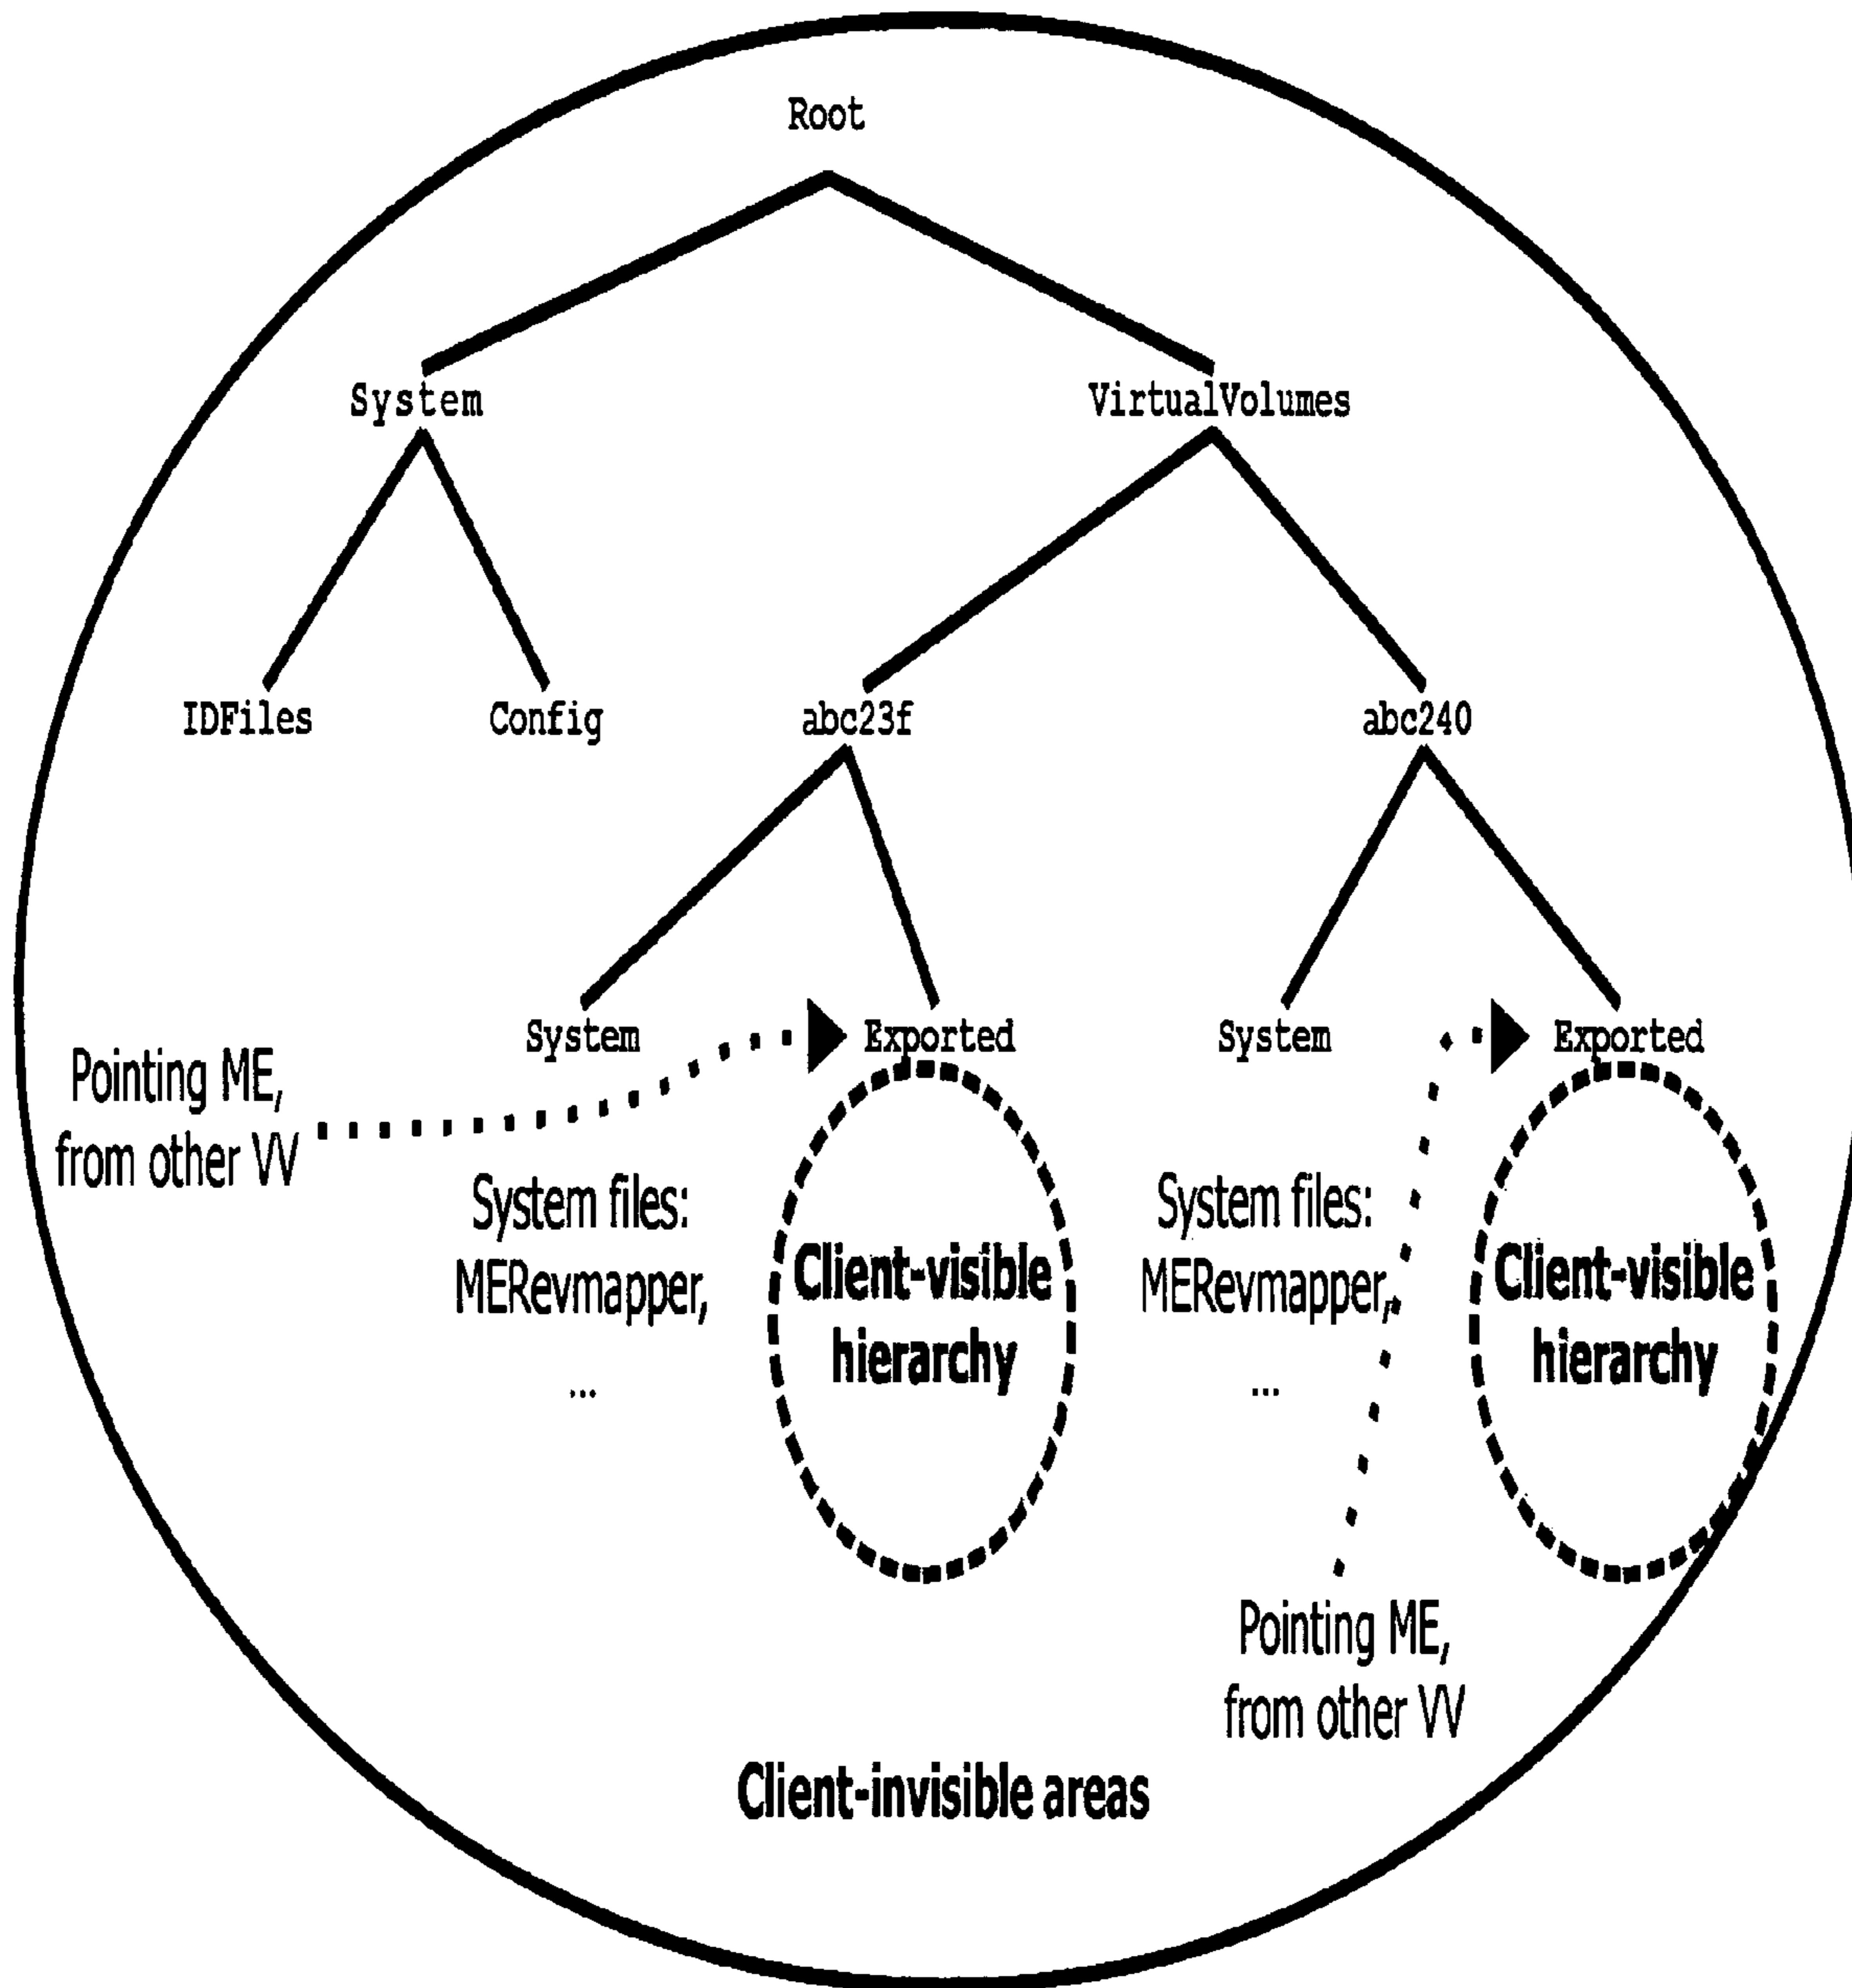 Root
System
VirtualVolumes
IDFiles
Config
abc23f
abc240
System
Exported
System
Exported
Pointing ME,
from other VV
System files:
MERevmapper,
...
Client-visible
hierarchy
System files:
MERevmapper,
...
Client-visible
hierarchy
Pointing ME,
from other VV
Client-invisible areas